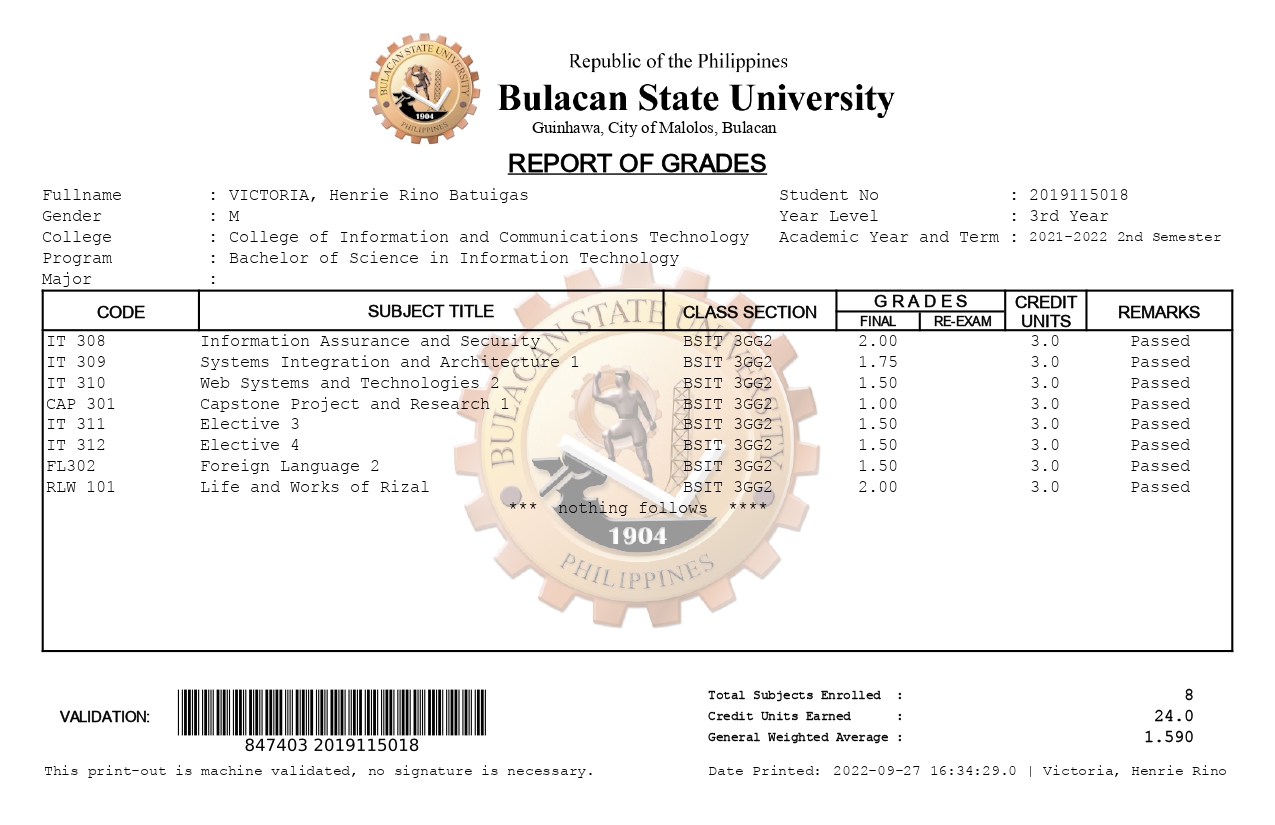 BULACAN STATE UNIVERSITY
1904
PHILIPPINES
Republic of the Philippines
Bulacan State University
Guinhawa, City of Malolos, Bulacan
REPORT OF GRADES
Fullname : VICTORIA, Henrie Rino Batuigas Student No : 2019115018
Gender : M Year Level : 3rd Year
College : College of Information and Communications Technology Academic Year and Term : 2021-2022 2nd Semester
Program : Bachelor of Science in Information Technology
Major :
CODE SUBJECT TITLE CLASS SECTION GRADES CREDIT UNITS REMARKS
FINAL RE-EXAM
IT 308 Information Assurance and Security BSIT 3GG2 2.00 3.0 Passed
IT 309 Systems Integration and Architecture 1 BSIT 3GG2 1.75 3.0 Passed
IT 310 Web Systems and Technologies 2 BSIT 3GG2 1.50 3.0 Passed
CAP 301 Capstone Project and Research 1 BSIT 3GG2 1.00 3.0 Passed
IT 311 Elective 3 BSIT 3GG2 1.50 3.0 Passed
IT 312 Elective 4 BSIT 3GG2 1.50 3.0 Passed
FL302 Foreign Language 2 BSIT 3GG2 1.50 3.0 Passed
RLW 101 Life and Works of Rizal BSIT 3GG2 2.00 3.0 Passed
*** nothing follows ****
BULACAN STATE UNIVERSITY
1904
PHILIPPINES
Total Subjects Enrolled : 8
VALIDATION: Credit Units Earned : 24.0
General Weighted Average : 1.590
847403 2019115018
This print-out is machine validated, no signature is necessary. Date Printed: 2022-09-27 16:34:29.0 | Victoria, Henrie Rino